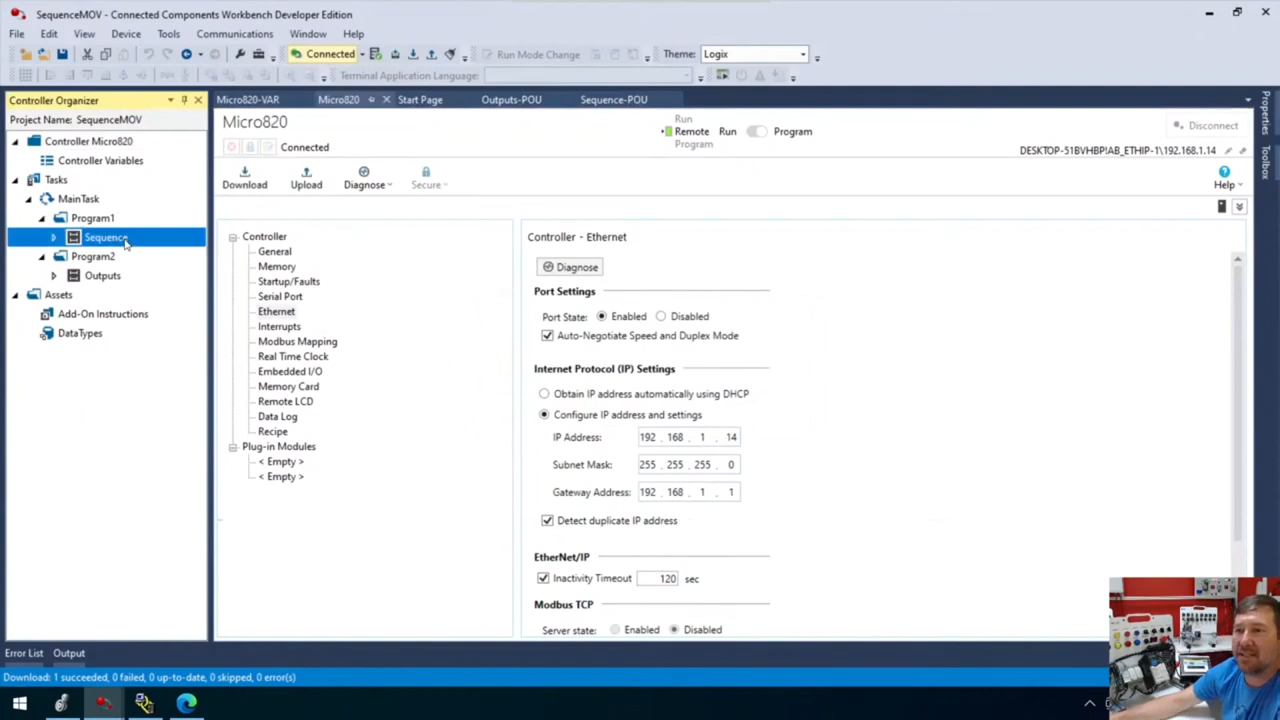 SequenceMOV - Connected Components Workbench Developer Edition
File Edit View Device Tools Communications Window Help
Connected Run Mode Change Theme: Logix
Terminal Application Language:
Controller Organizer
Project Name: SequenceMOV
Controller Micro820
Controller Variables
Tasks
MainTask
Program1
Sequence
Program2
Outputs
Assets
Add-On Instructions
DataTypes
Micro820-VAR Micro820 Start Page Outputs-POU Sequence-POU
Micro820
Connected
Run
Remote Run Program
Program
Disconnect
DESKTOP-51BVHBP!AB_ETHIP-1\192.168.1.14
Download Upload Diagnose Secure Help
Controller
General
Memory
Startup/Faults
Serial Port
Ethernet
Interrupts
Modbus Mapping
Real Time Clock
Embedded I/O
Memory Card
Remote LCD
Data Log
Recipe
Plug-in Modules
< Empty >
< Empty >
Controller - Ethernet
Diagnose
Port Settings
Port State: Enabled Disabled
Auto-Negotiate Speed and Duplex Mode
Internet Protocol (IP) Settings
Obtain IP address automatically using DHCP
Configure IP address and settings
IP Address: 192 . 168 . 1 . 14
Subnet Mask: 255 . 255 . 255 . 0
Gateway Address: 192 . 168 . 1 . 1
Detect duplicate IP address
EtherNet/IP
Inactivity Timeout 120 sec
Modbus TCP
Server state: Enabled Disabled
Properties
Toolbox
Error List Output
Download: 1 succeeded, 0 failed, 0 up-to-date, 0 skipped, 0 error(s)